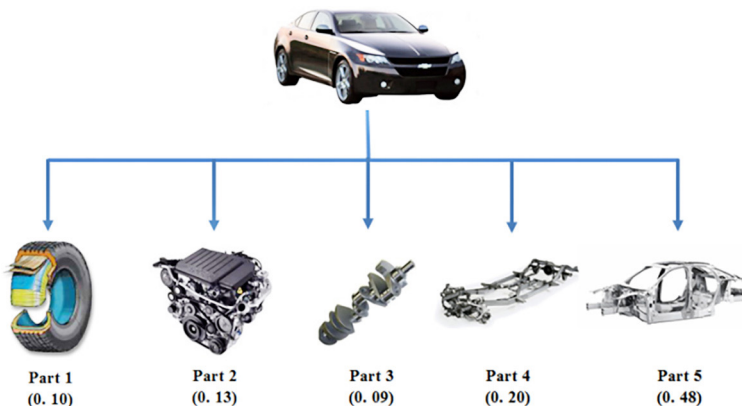 Part 1
(0. 10)
Part 2
(0. 13)
Part 3
(0. 09)
Part 4
(0. 20)
Part 5
(0. 48)